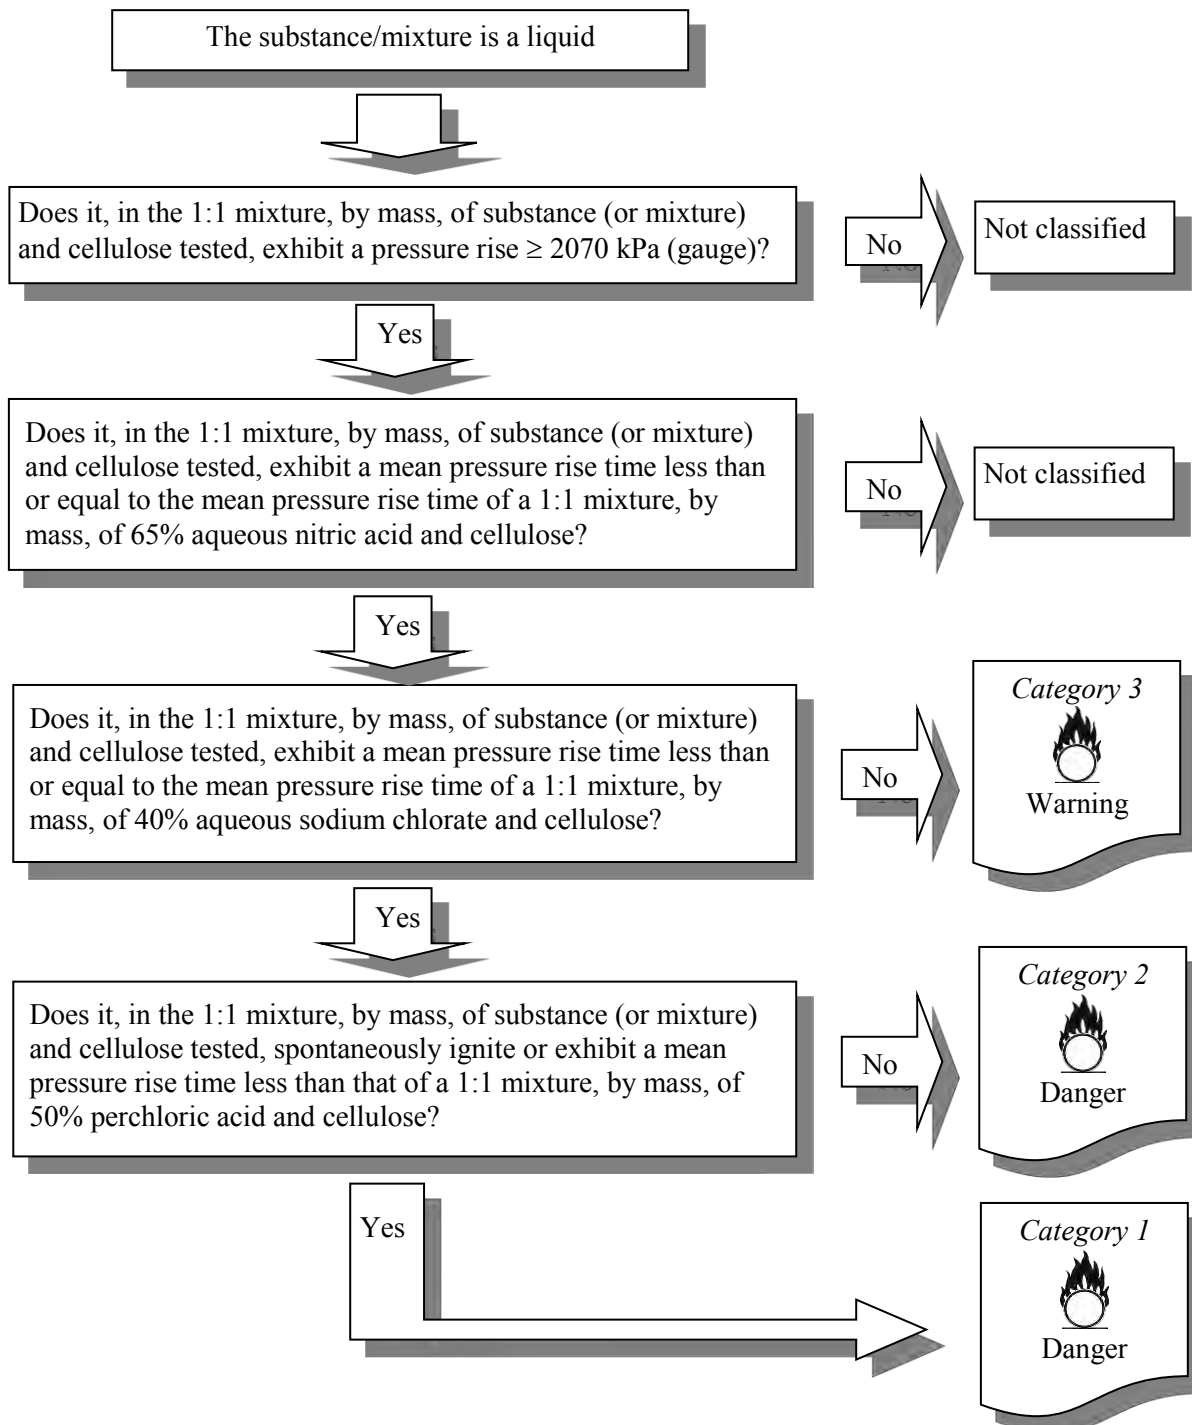 The substance/mixture is a liquid
Does it, in the 1:1 mixture, by mass, of substance (or mixture)
and cellulose tested, exhibit a pressure rise ≥ 2070 kPa (gauge)?
No
Not classified
Yes
Does it, in the 1:1 mixture, by mass, of substance (or mixture)
and cellulose tested, exhibit a mean pressure rise time less than
or equal to the mean pressure rise time of a 1:1 mixture, by
mass, of 65% aqueous nitric acid and cellulose?
No
Not classified
Yes
Does it, in the 1:1 mixture, by mass, of substance (or mixture)
and cellulose tested, exhibit a mean pressure rise time less than
or equal to the mean pressure rise time of a 1:1 mixture, by
mass, of 40% aqueous sodium chlorate and cellulose?
No
Category 3
Warning
Yes
Does it, in the 1:1 mixture, by mass, of substance (or mixture)
and cellulose tested, spontaneously ignite or exhibit a mean
pressure rise time less than that of a 1:1 mixture, by mass, of
50% perchloric acid and cellulose?
No
Category 2
Danger
Yes
Category 1
Danger